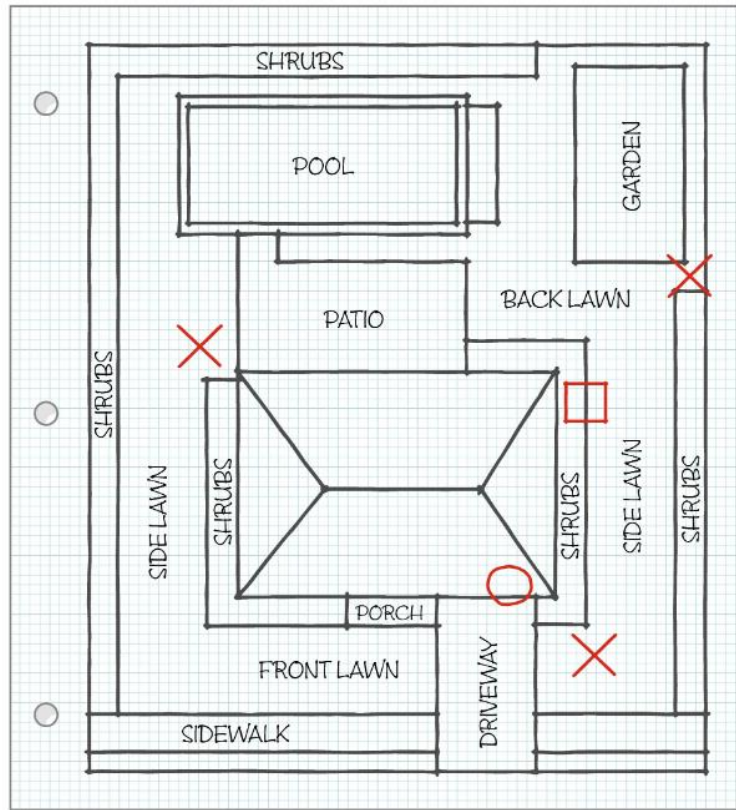 SHRUBS
POOL
GARDEN
BACK LAWN
PATIO
SHRUBS
SIDE LAWN
SHRUBS
SHRUBS
SIDE LAWN
SHRUBS
PORCH
FRONT LAWN
DRIVEWAY
SIDEWALK